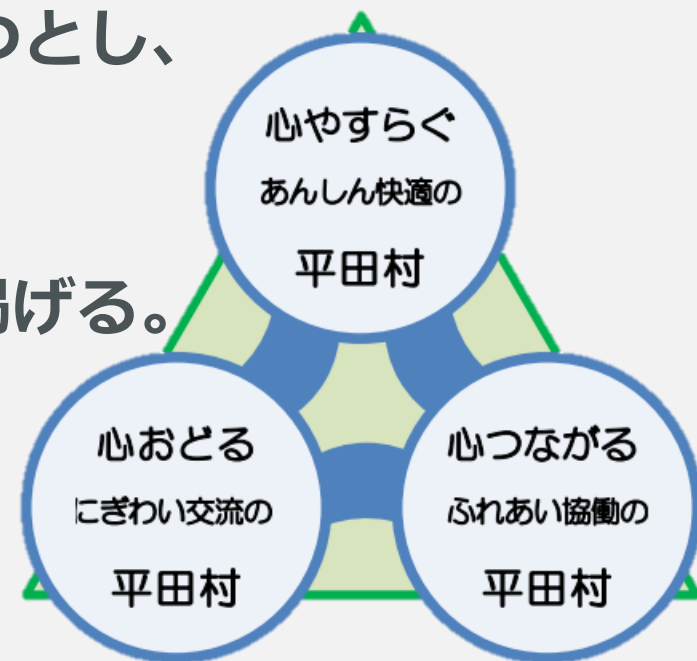 つとし、
掲げる。
心やすらぐ
あんしん快適の
平田村
心おどる
にぎわい交流の
平田村
心つながる
ふれあい協働の
平田村